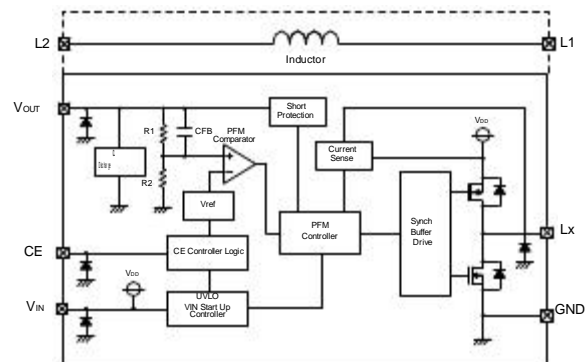 L2
L1
Inductor
VOUT
R1
CFB
PFM
Comparator
Short
Protection
VDD
Current
Sense
R2
Vref
PFM
Controller
Synch
Buffer
Drive
Lx
CE
CE Controller Logic
VDD
VIN
UVLO
VIN Start Up
Controller
GND